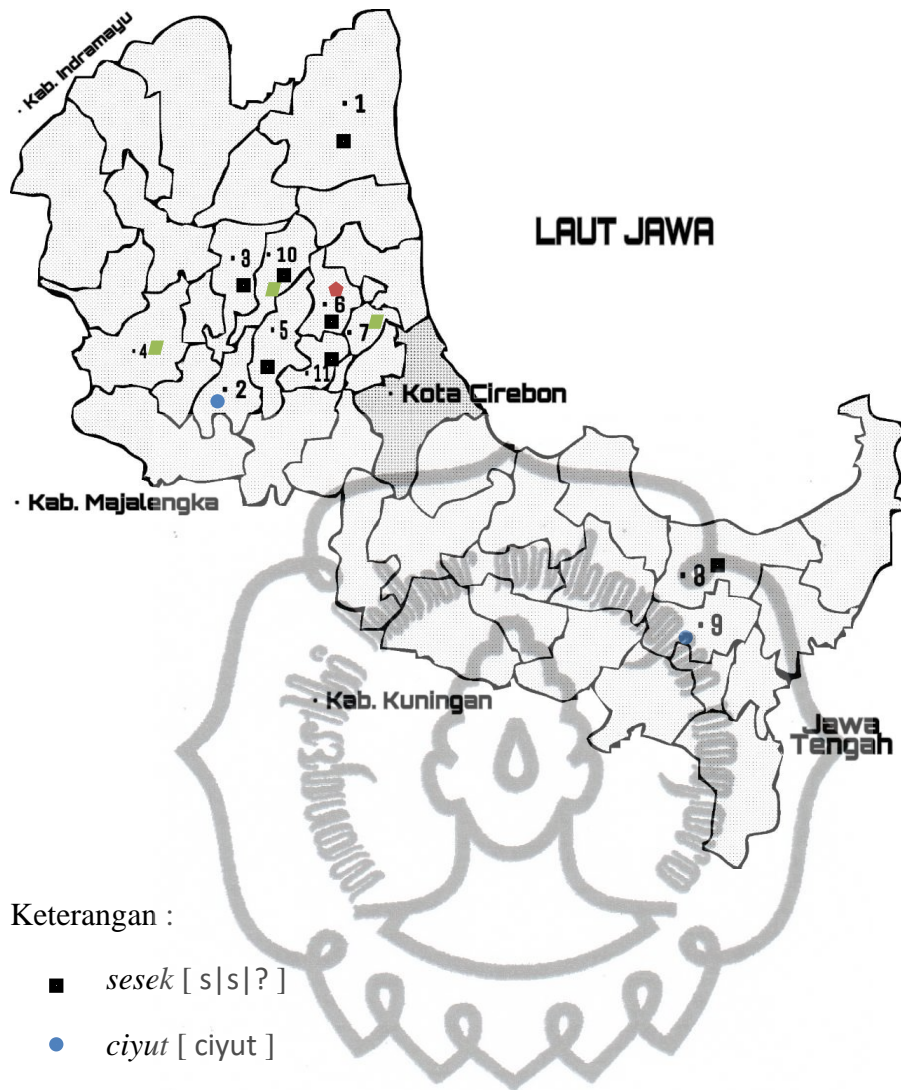 · Kab. Indramayu
· 1
LAUT JAWA
· 3
· 10
· 6
· 5
· 7
· 4
· 11
· 2
· Kota Cirebon
· Kab. Majalengka
· 8
· 9
· Kab. Kuningan
Jawa
Tengah
Keterangan :
sesek [ s|s|? ]
ciyut [ ciyut ]